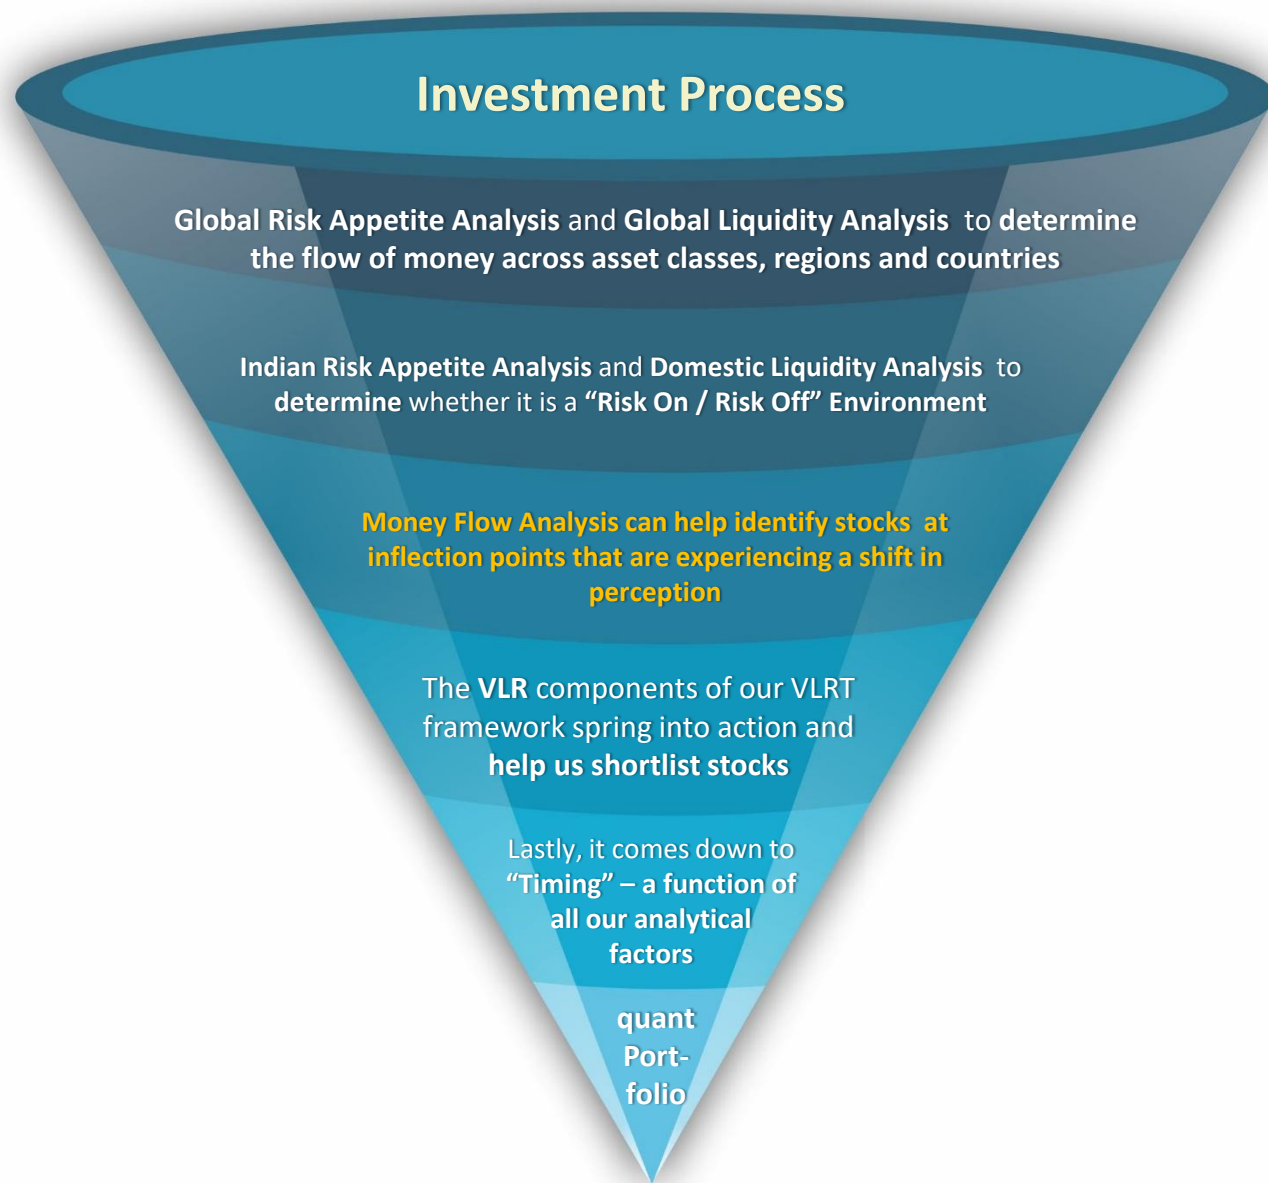 Investment Process
Global Risk Appetite Analysis and Global Liquidity Analysis to determine
the flow of money across asset classes, regions and countries
Indian Risk Appetite Analysis and Domestic Liquidity Analysis to
determine whether it is a “Risk On / Risk Off” Environment
Money Flow Analysis can help identify stocks at
inflection points that are experiencing a shift in
perception
The VLR components of our VLRT
framework spring into action and
help us shortlist stocks
Lastly, it comes down to
“Timing” – a function of
all our analytical
factors
quant
Port-
folio